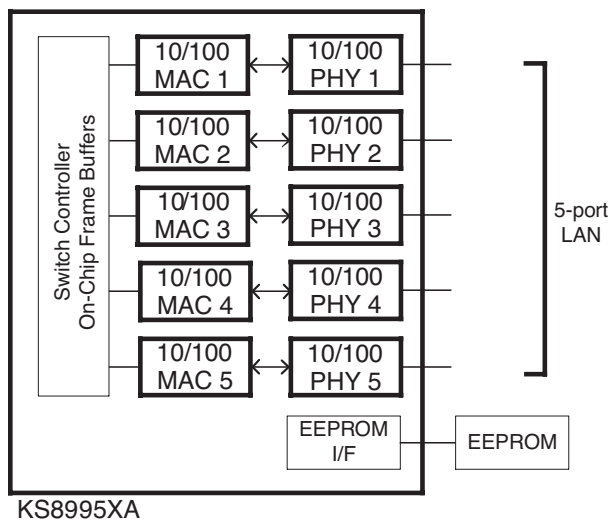 Switch Controller
On-Chip Frame Buffers
10/100
MAC 1
10/100
PHY 1
10/100
MAC 2
10/100
PHY 2
10/100
MAC 3
10/100
PHY 3
10/100
MAC 4
10/100
PHY 4
10/100
MAC 5
10/100
PHY 5
5-port
LAN
EEPROM
I/F
EEPROM
KS8995XA